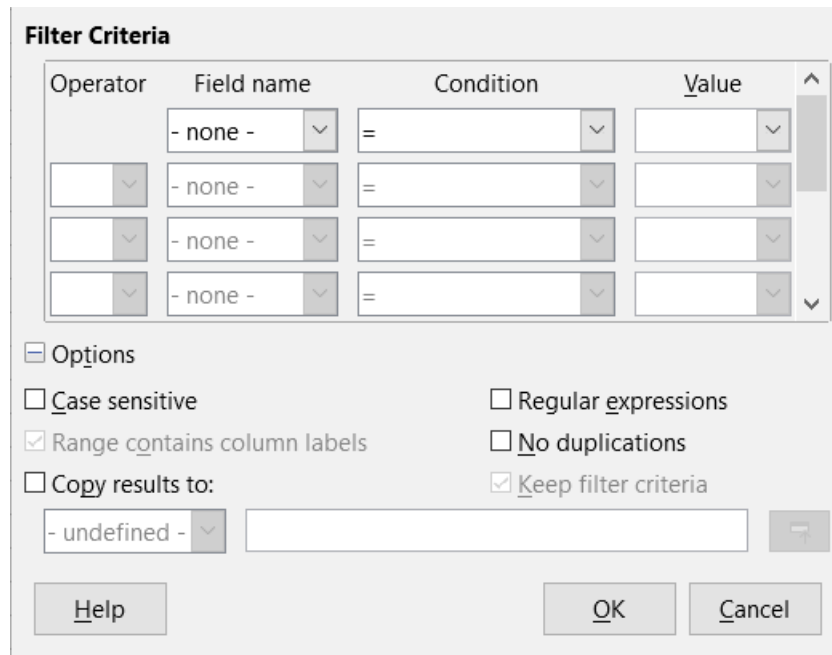 Filter Criteria
Operator Field name Condition Value
- none - =
- none - =
- none - =
- none - =
Options
Case sensitive Regular expressions
Range contains column labels No duplications
Copy results to: Keep filter criteria
- undefined -
Help OK Cancel